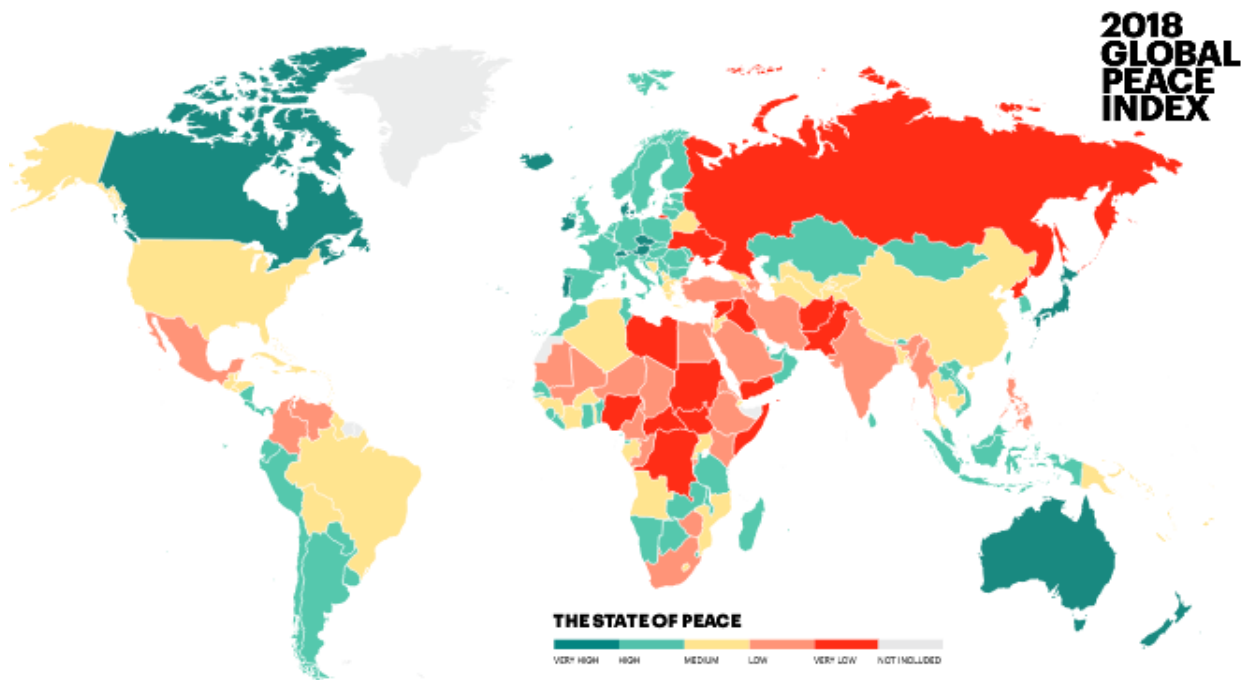 2018
GLOBAL
PEACE
INDEX
THE STATE OF PEACE
VERY HIGH HIGH MEDIUM LOW VERY LOW NOT INCLUDED